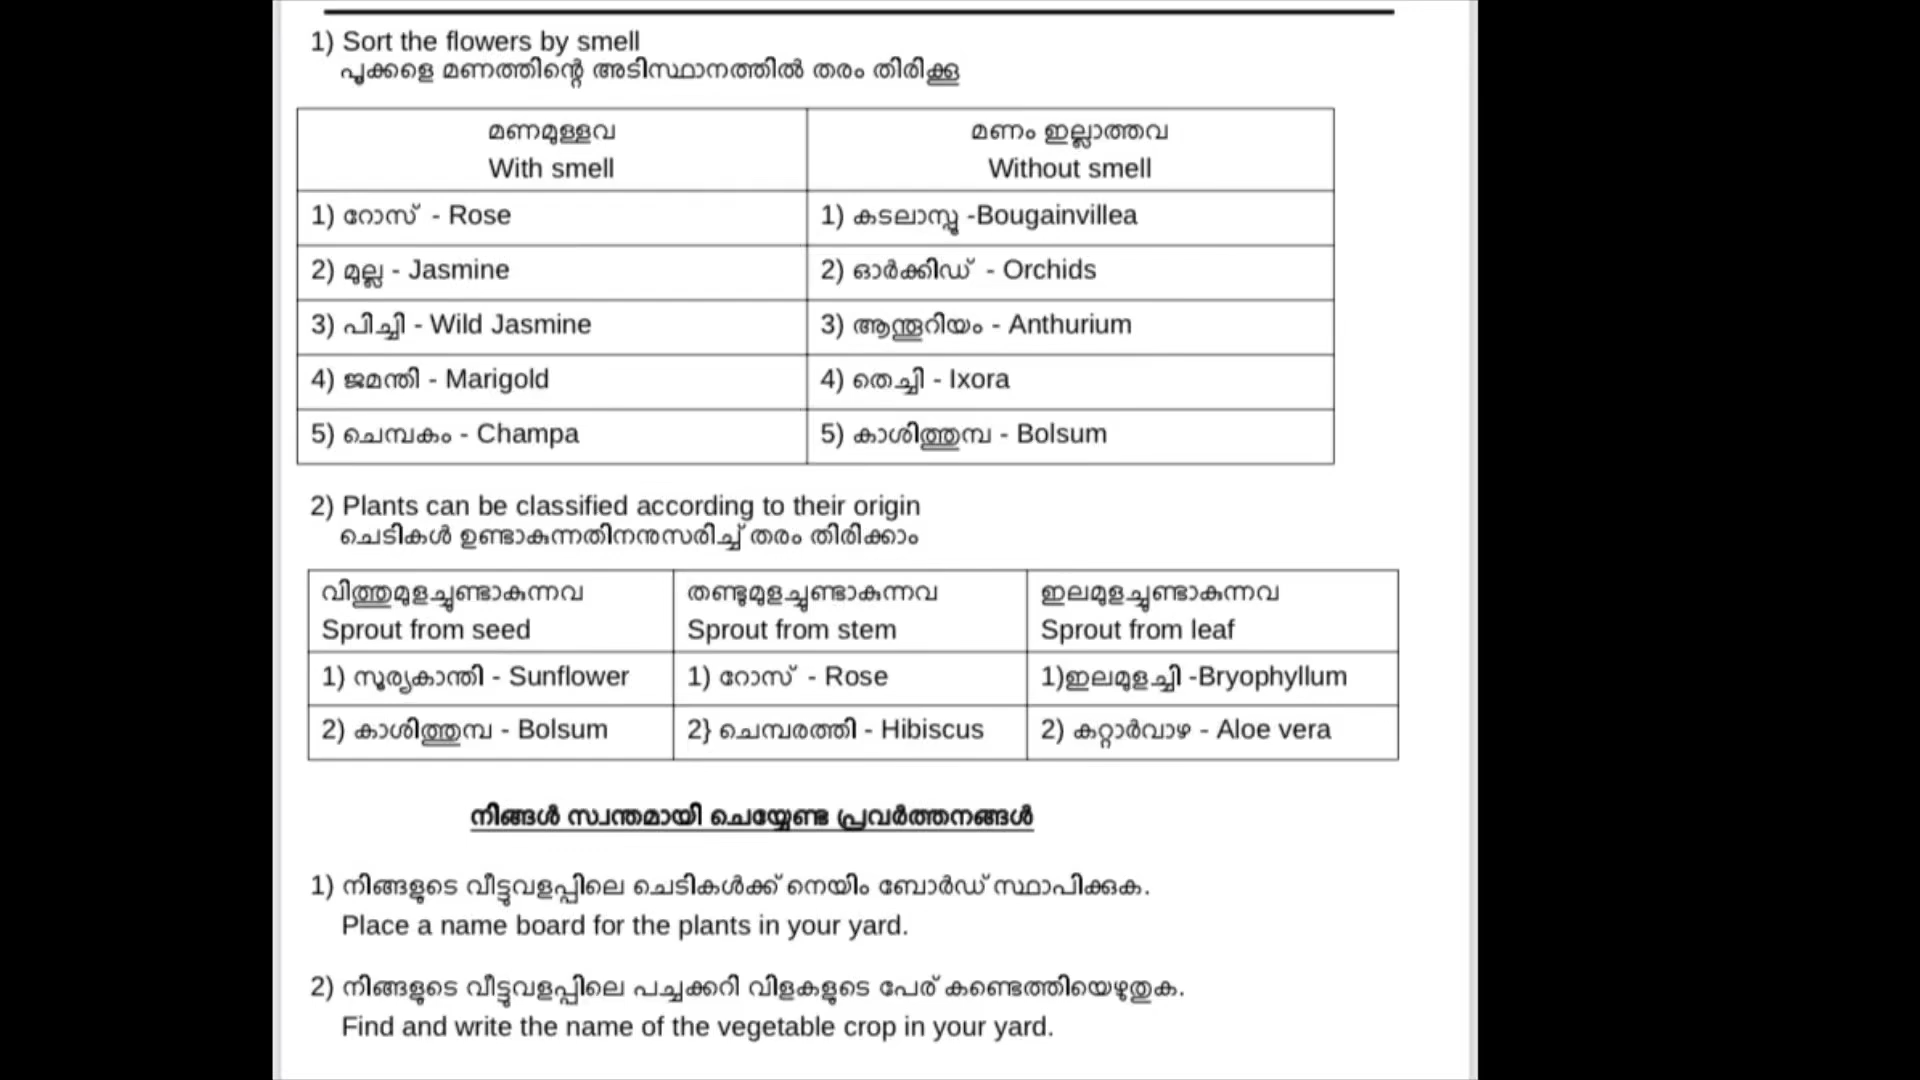 1) Sort the flowers by smell
പൂക്കളെ മണത്തിന്റെ അടിസ്ഥാനത്തിൽ തരം തിരിക്കൂ
മണമുള്ളവ
With smell
മണം ഇല്ലാത്തവ
Without smell
1) റോസ് - Rose
1) കടലാസ്സൂ -Bougainvillea
2) മുല്ല - Jasmine
2) ഓർക്കിഡ് - Orchids
3) പിച്ചി - Wild Jasmine
3) ആന്തൂറിയം - Anthurium
4) ജമന്തി - Marigold
4) തെച്ചി - Ixora
5) ചെമ്പകം - Champa
5) കാശിത്തുമ്പ - Bolsum
2) Plants can be classified according to their origin
ചെടികൾ ഉണ്ടാകുന്നതിനനുസരിച്ച് തരം തിരിക്കാം
വിത്തുമുളച്ചുണ്ടാകുന്നവ
Sprout from seed
തണ്ടുമുളച്ചുണ്ടാകുന്നവ
Sprout from stem
ഇലമുളച്ചുണ്ടാകുന്നവ
Sprout from leaf
1) സൂര്യകാന്തി - Sunflower
1) റോസ് - Rose
1)ഇലമുളച്ചി -Bryophyllum
2) കാശിത്തുമ്പ - Bolsum
2} ചെമ്പരത്തി - Hibiscus
2) കറ്റാർവാഴ - Aloe vera
നിങ്ങൾ സ്വന്തമായി ചെയ്യേണ്ട പ്രവർത്തനങ്ങൾ
1) നിങ്ങളുടെ വീട്ടുവളപ്പിലെ ചെടികൾക്ക് നെയിം ബോർഡ് സ്ഥാപിക്കുക.
Place a name board for the plants in your yard.
2) നിങ്ങളുടെ വീട്ടുവളപ്പിലെ പച്ചക്കറി വിളകളുടെ പേര് കണ്ടെത്തിയെഴുതുക.
Find and write the name of the vegetable crop in your yard.